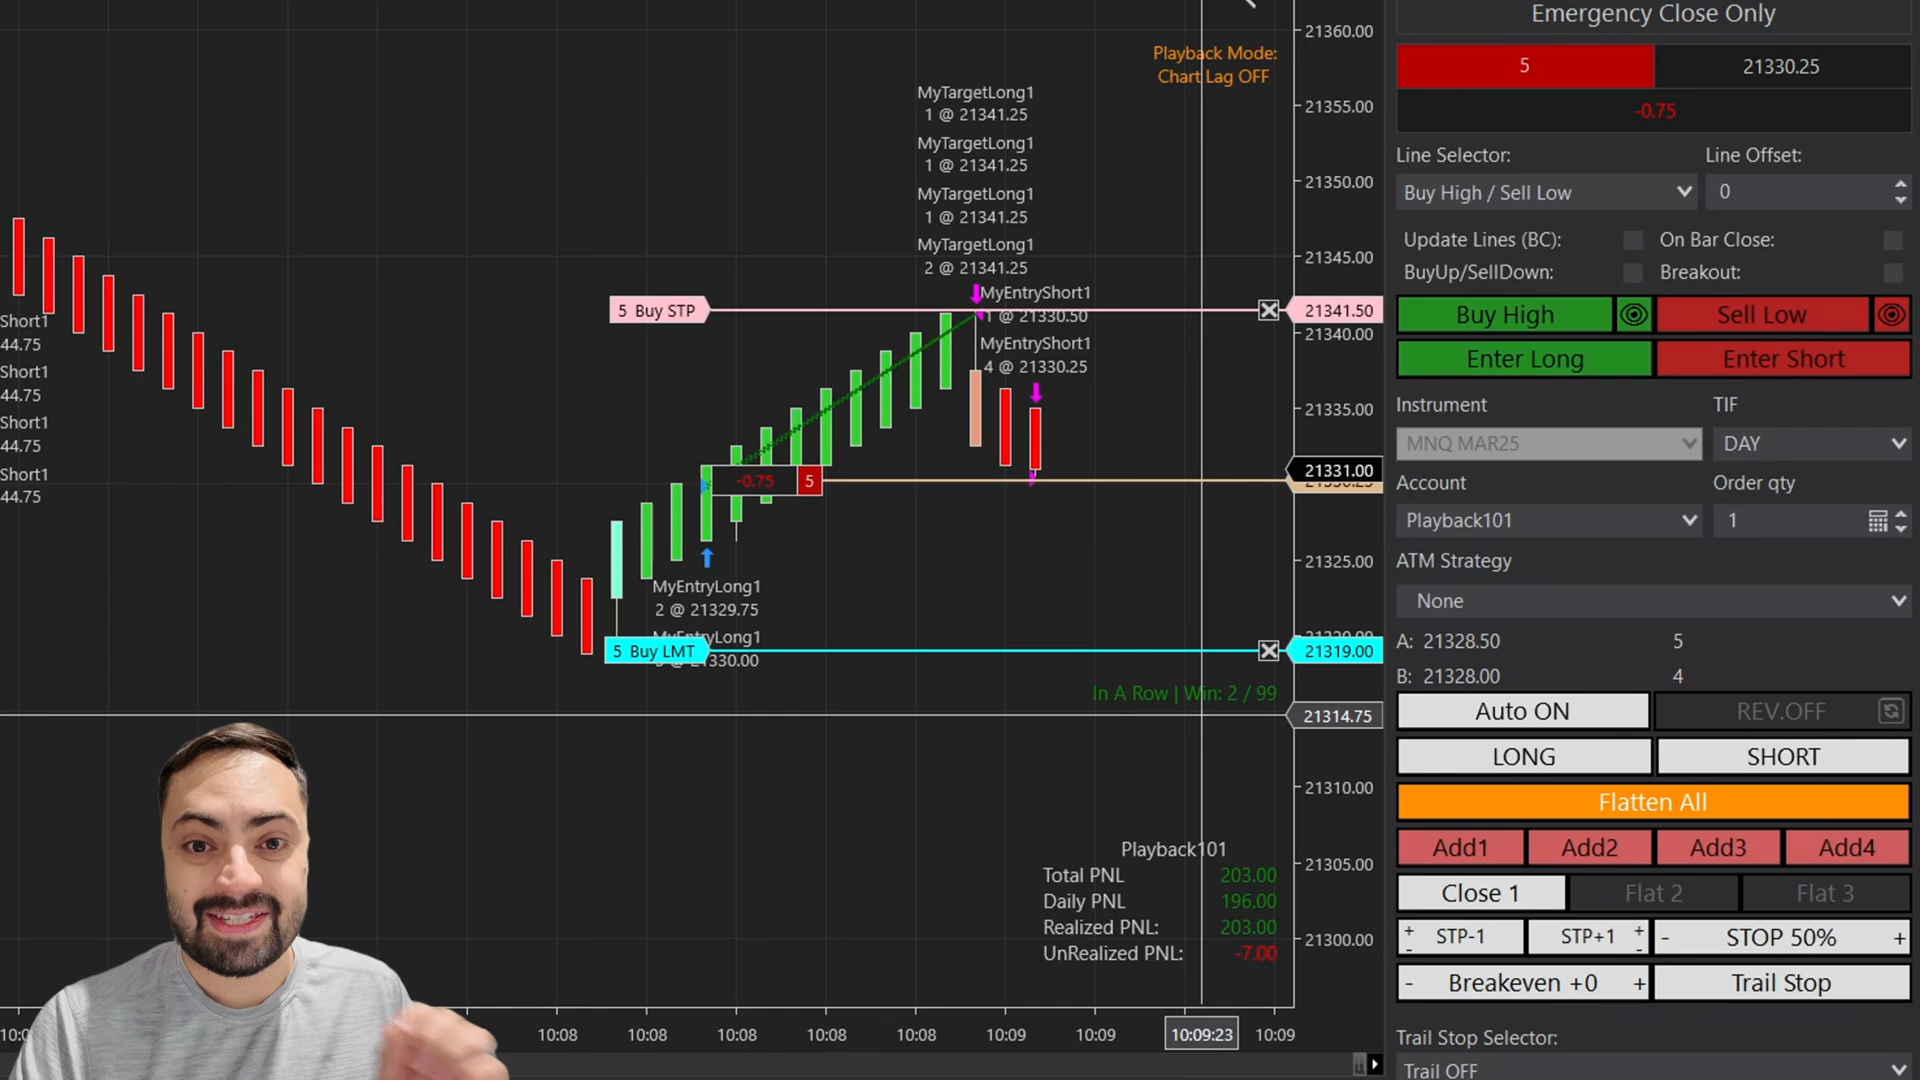 Emergency Close Only
5 21330.25
-0.75
Playback Mode:
Chart Lag OFF
MyTargetLong1
1 @ 21341.25
MyTargetLong1
1 @ 21341.25
MyTargetLong1
1 @ 21341.25
MyTargetLong1
2 @ 21341.25
MyEntryShort1
1 @ 21330.50
MyEntryShort1
4 @ 21330.25
5 Buy STP
Short1
44.75
Short1
44.75
Short1
44.75
Short1
44.75
-0.75 5
MyEntryLong1
2 @ 21329.75
MyEntryLong1
@ 21330.00
5 Buy LMT
In A Row | Win: 2 / 99
Playback101
Total PNL 203.00
Daily PNL 196.00
Realized PNL: 203.00
UnRealized PNL: -7.00
21360.00
21355.00
21350.00
21345.00
21341.50
21340.00
21335.00
21331.00
21325.00
21319.00
21314.75
21310.00
21305.00
21300.00
10:08 10:08 10:08 10:08 10:08 10:09 10:09 10:09:23 10:09
Line Selector: Line Offset:
Buy High / Sell Low 0
Update Lines (BC): On Bar Close:
BuyUp/SellDown: Breakout:
Buy High Sell Low
Enter Long Enter Short
Instrument TIF
MNQ MAR25 DAY
Account Order qty
Playback101 1
ATM Strategy
None
A: 21328.50 5
B: 21328.00 4
Auto ON REV.OFF
LONG SHORT
Flatten All
Add1 Add2 Add3 Add4
Close 1 Flat 2 Flat 3
+ - STP-1 STP+1 + - - STOP 50% +
- Breakeven +0 + Trail Stop
Trail Stop Selector:
Trail OFF